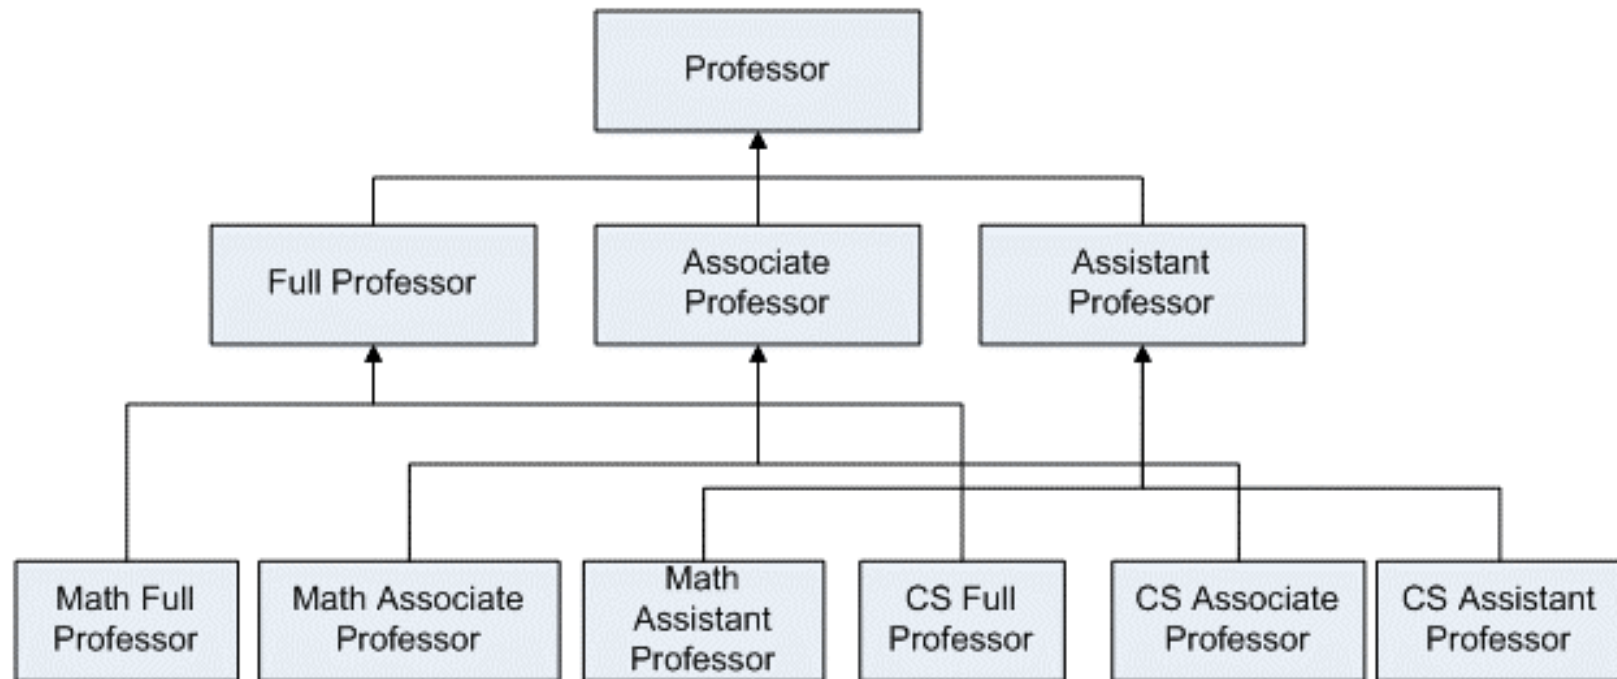 Professor
Full Professor
Associate
Professor
Assistant
Professor
Math Full
Professor
Math Associate
Professor
Math
Assistant
Professor
CS Full
Professor
CS Associate
Professor
CS Assistant
Professor